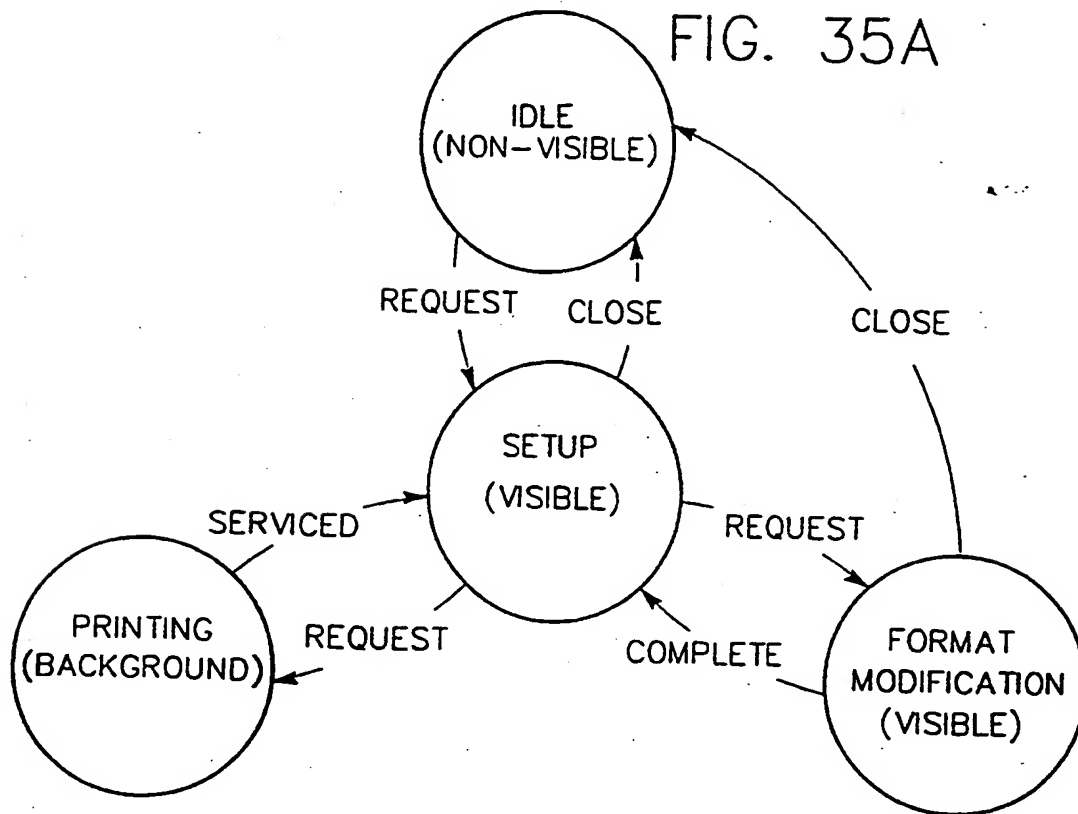 FIG. 35A
IDLE
(NON-VISIBLE)
REQUEST
CLOSE
CLOSE
SETUP
(VISIBLE)
SERVICED
REQUEST
PRINTING
(BACKGROUND)
REQUEST
COMPLETE
FORMAT
MODIFICATION
(VISIBLE)